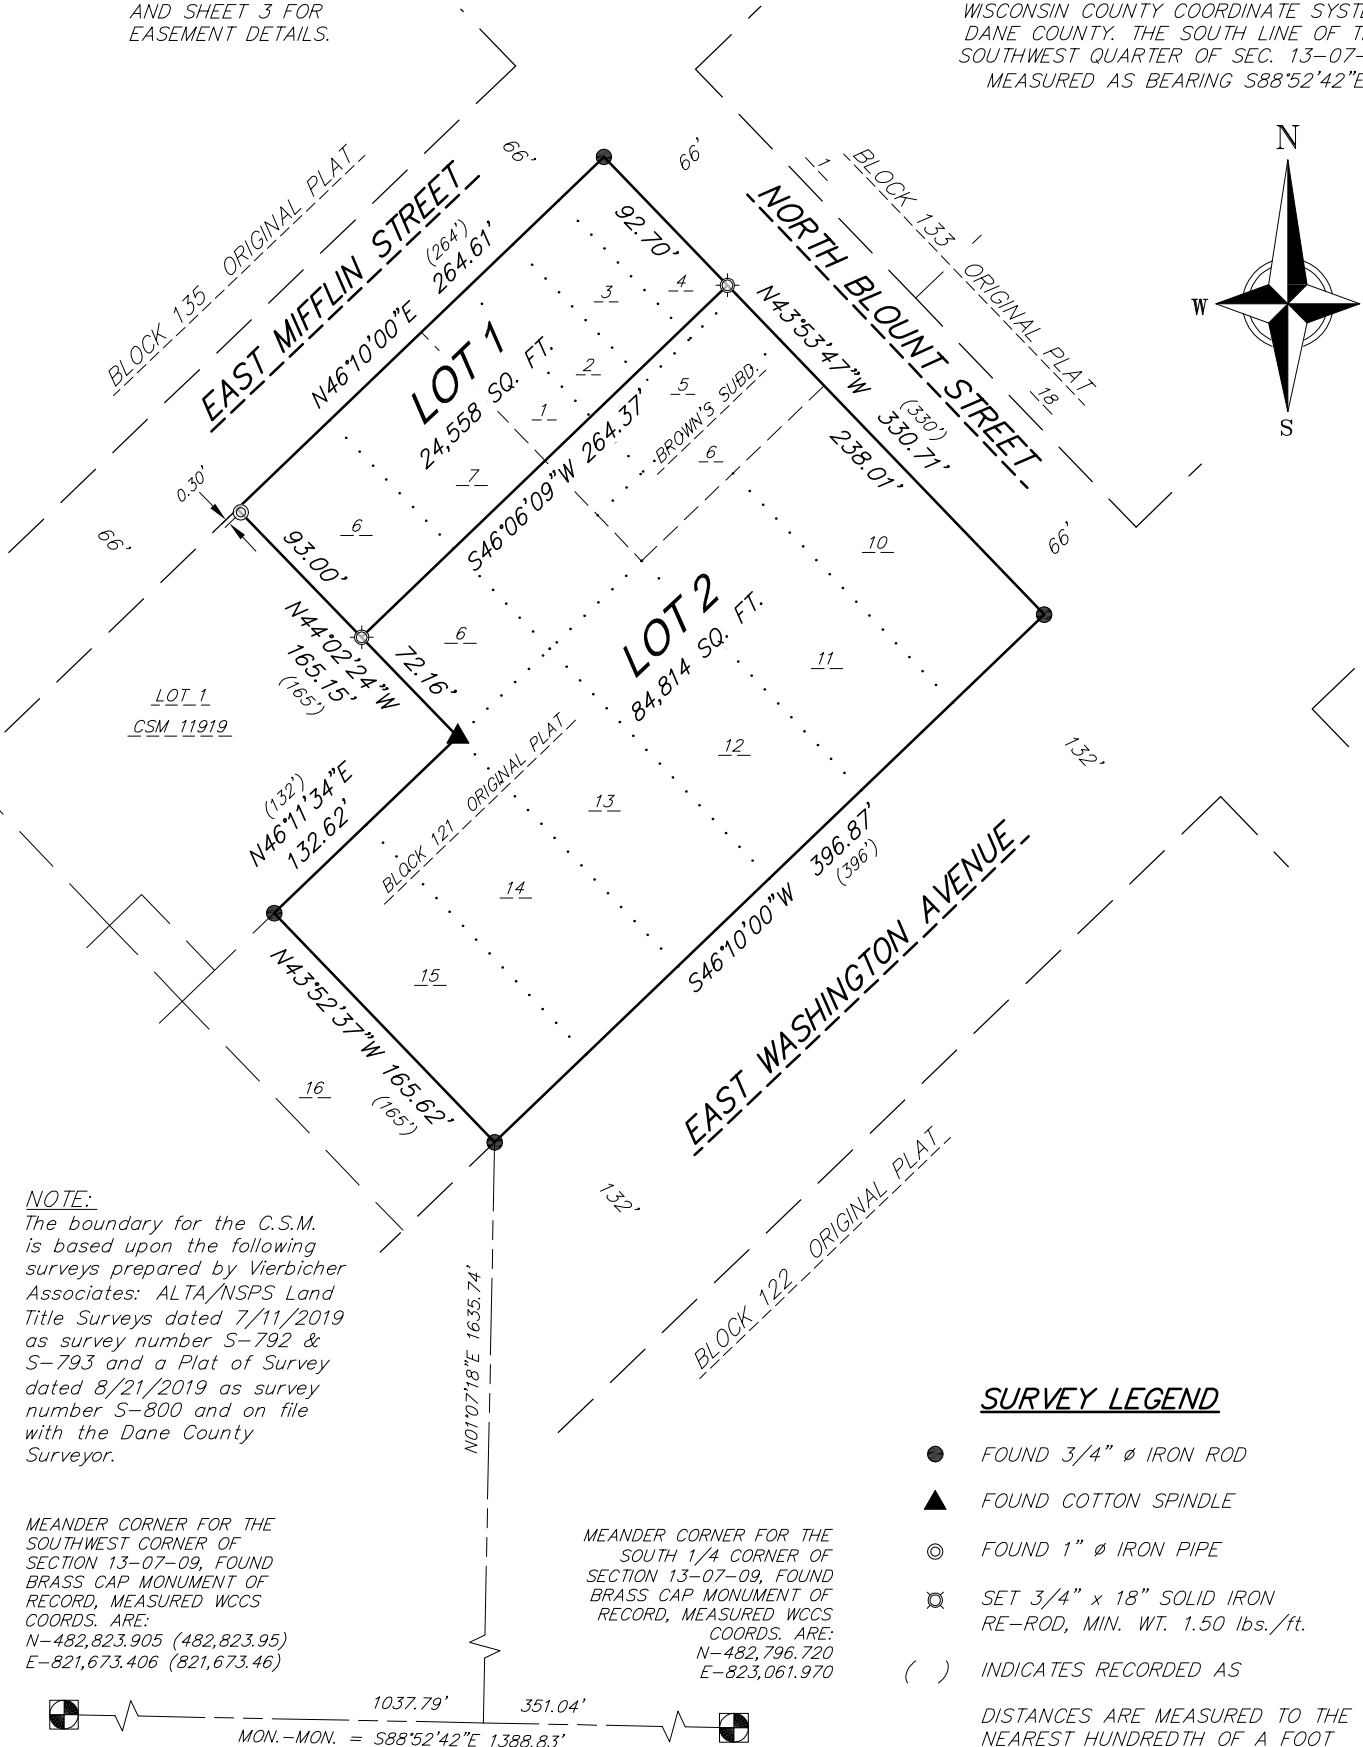 AND SHEET 3 FOR
EASEMENT DETAILS.
WISCONSIN COUNTY COORDINATE SYST
DANE COUNTY. THE SOUTH LINE OF T
SOUTHWEST QUARTER OF SEC. 13-07-
MEASURED AS BEARING S88°52'42"E
N
W
S
BLOCK 135 ORIGINAL PLAT
EAST MIFFLIN STREET
66'
66'
1
BLOCK 133 ORIGINAL PLAT
18
NORTH BLOUNT STREET
(264')
N46°10'00"E 264.61'
92.70'
LOT 1
24,558 SQ. FT.
3
4
2
1
5
7
6
BROWN'S SUBD.
6
N43°53'47"W 330.71'
(330')
238.01'
S46°06'09"W 264.37'
0.30'
66'
93.00'
10
66'
N44°02'24"W
165.15'
(165')
72.16'
6
LOT 2
84,814 SQ. FT.
11
12
13
14
15
LOT 1
CSM 11919
(132')
N46°11'34"E
132.62'
BLOCK 121 ORIGINAL PLAT
132'
S46°10'00"W 396.87'
(396')
EAST WASHINGTON AVENUE
N43°52'37"W 165.62'
(165')
16
132'
BLOCK 122 ORIGINAL PLAT
NOTE:
The boundary for the C.S.M.
is based upon the following
surveys prepared by Vierbicher
Associates: ALTA/NSPS Land
Title Surveys dated 7/11/2019
as survey number S-792 &
S-793 and a Plat of Survey
dated 8/21/2019 as survey
number S-800 and on file
with the Dane County
Surveyor.
N01°07'18"E 1635.74'
SURVEY LEGEND
FOUND 3/4" ø IRON ROD
FOUND COTTON SPINDLE
FOUND 1" ø IRON PIPE
SET 3/4" x 18" SOLID IRON
RE-ROD, MIN. WT. 1.50 lbs./ft.
( ) INDICATES RECORDED AS
DISTANCES ARE MEASURED TO THE
NEAREST HUNDREDTH OF A FOOT
MEANDER CORNER FOR THE
SOUTHWEST CORNER OF
SECTION 13-07-09, FOUND
BRASS CAP MONUMENT OF
RECORD, MEASURED WCCS
COORDS. ARE:
N-482,823.905 (482,823.95)
E-821,673.406 (821,673.46)
MEANDER CORNER FOR THE
SOUTH 1/4 CORNER OF
SECTION 13-07-09, FOUND
BRASS CAP MONUMENT OF
RECORD, MEASURED WCCS
COORDS. ARE:
N-482,796.720
E-823,061.970
1037.79'
351.04'
MON.-MON. = S88°52'42"E 1388.83'